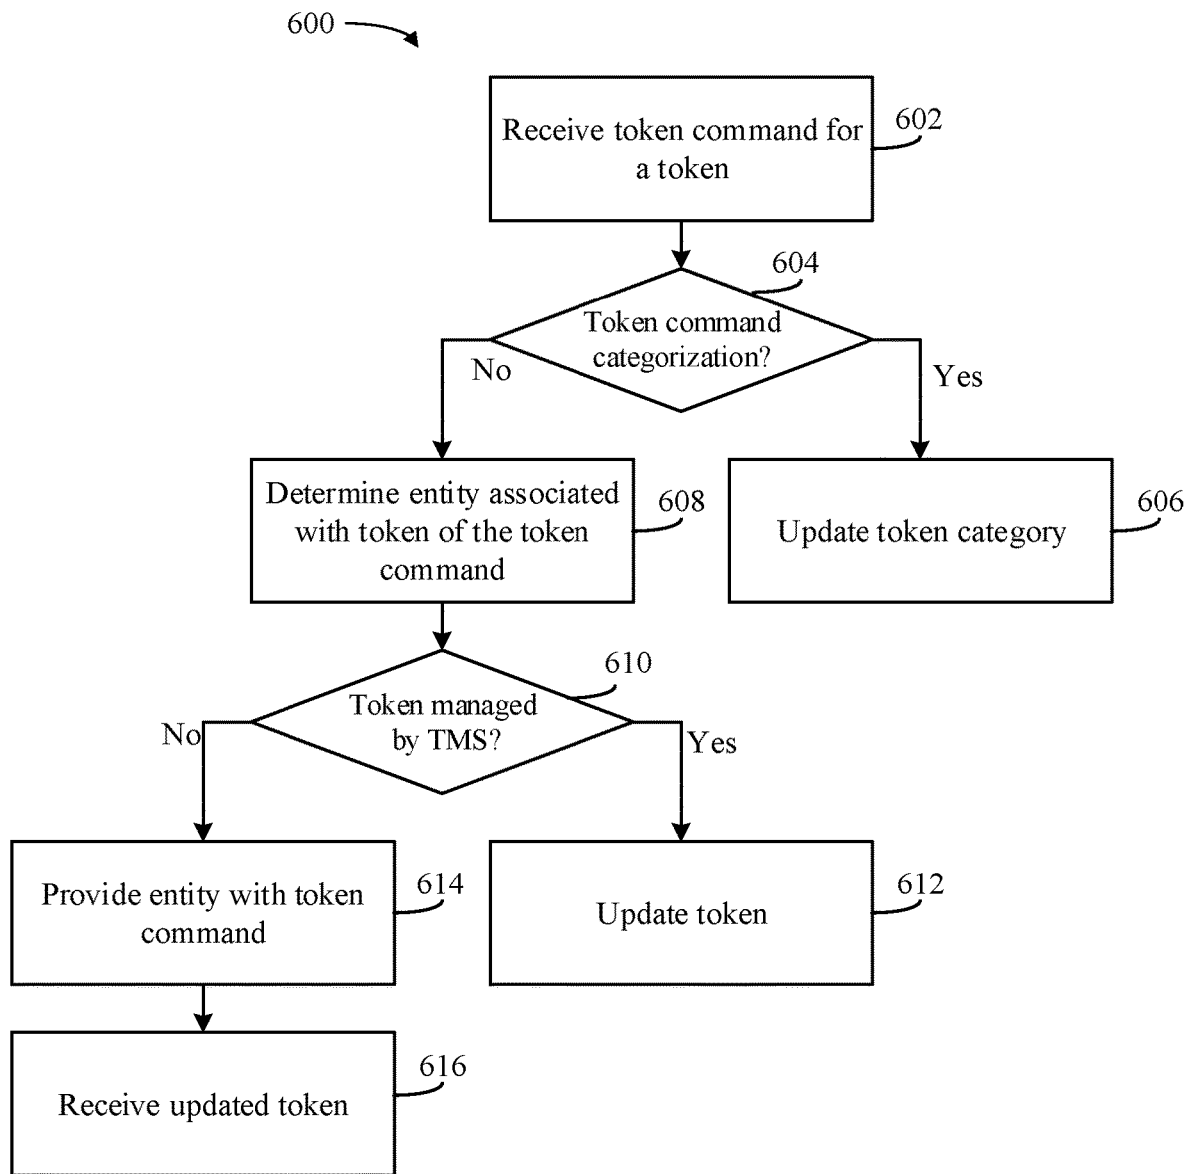 600
Receive token command for
a token
602
604
Token command
categorization?
No
Yes
Determine entity associated
with token of the token
command
608
Update token category
606
610
Token managed
by TMS?
No
Yes
Provide entity with token
command
614
Update token
612
Receive updated token
616